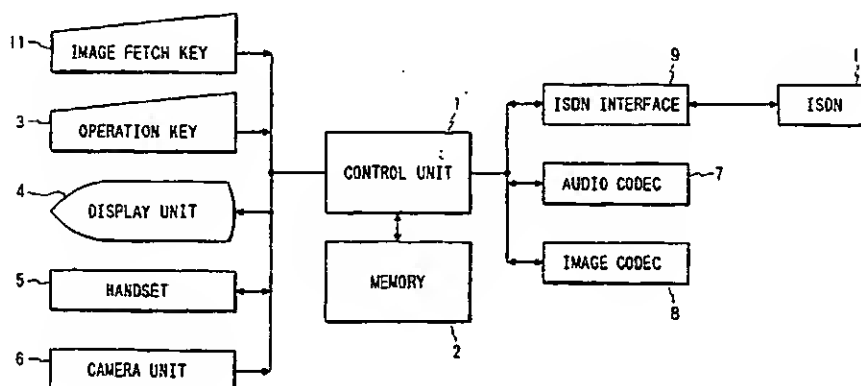 11
IMAGE FETCH KEY
3
OPERATION KEY
4
DISPLAY UNIT
5
HANDSET
6
CAMERA UNIT
1
CONTROL UNIT
MEMORY
2
9
ISDN INTERFACE
AUDIO CODEC
7
IMAGE CODEC
8
1
ISDN